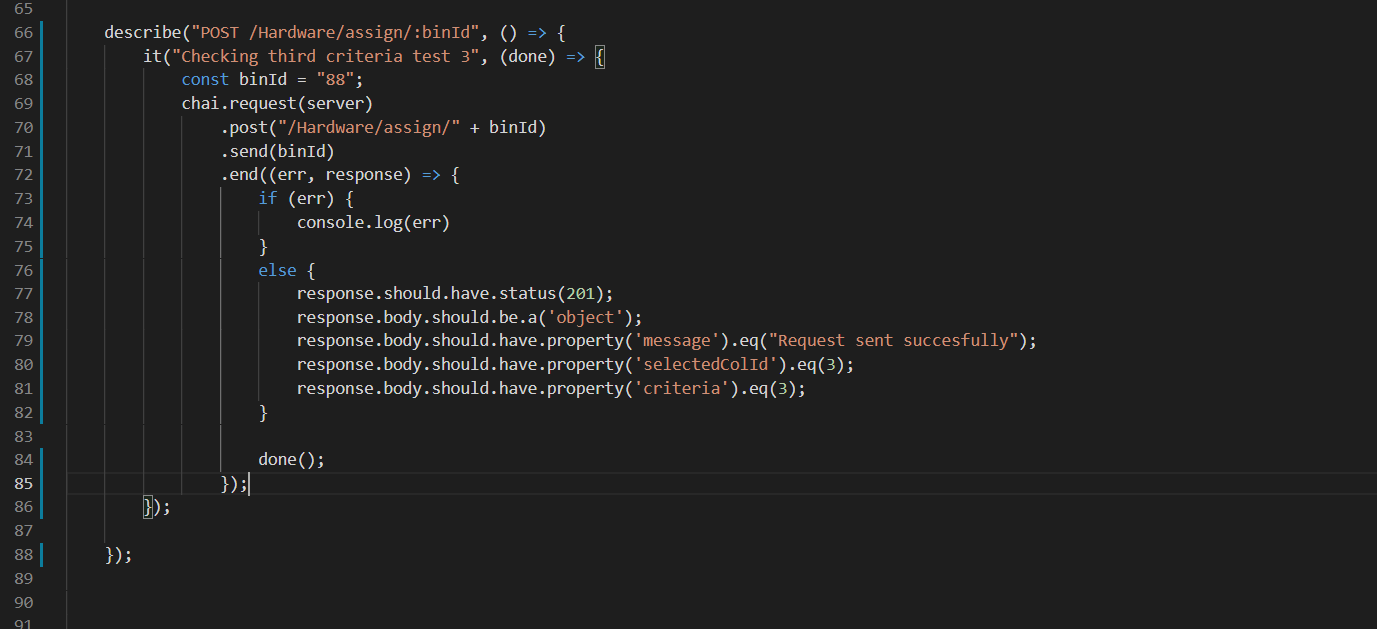 65
66 describe("POST /Hardware/assign/:binId", () => {
67 it("Checking third criteria test 3", (done) => {
68 const binId = "88";
69 chai.request(server)
70 .post("/Hardware/assign/" + binId)
71 .send(binId)
72 .end((err, response) => {
73 if (err) {
74 console.log(err)
75 }
76 else {
77 response.should.have.status(201);
78 response.body.should.be.a('object');
79 response.body.should.have.property('message').eq("Request sent succesfully");
80 response.body.should.have.property('selectedColId').eq(3);
81 response.body.should.have.property('criteria').eq(3);
82 }
83
84 done();
85 });
86 });
87
88 });
89
90
91